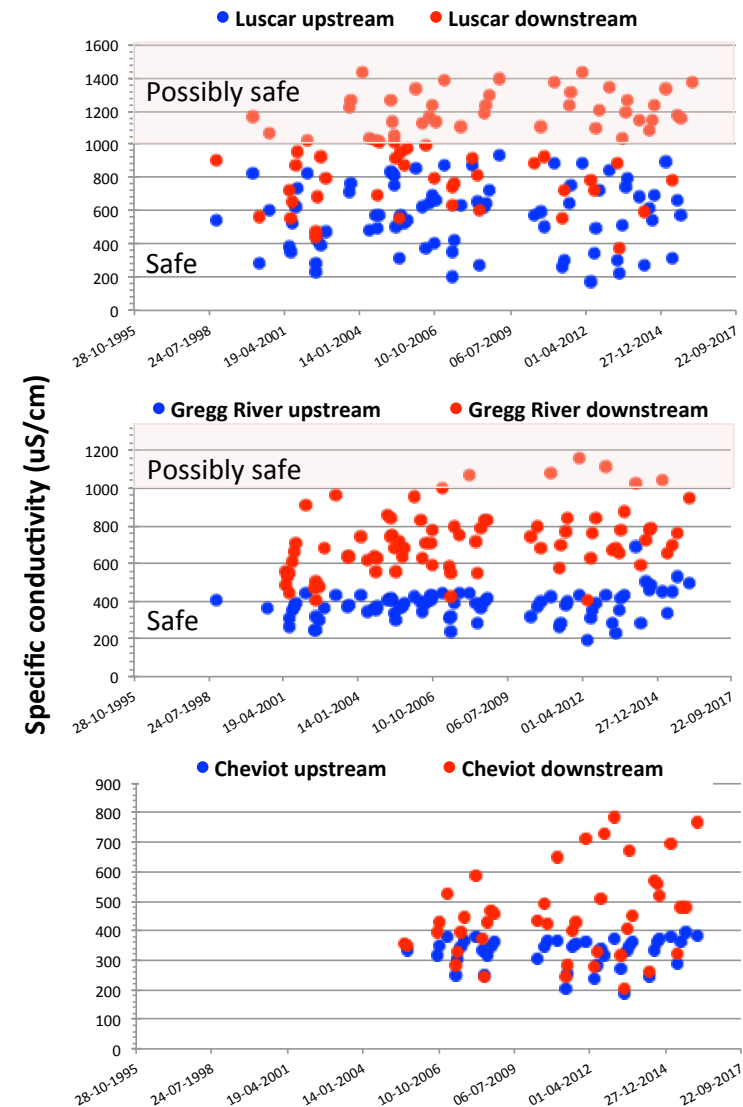 Luscar upstream Luscar downstream
1600
1400
Possibly safe
1200
1000
800
600
400
Safe
200
0
28-10-1995 24-07-1998 19-04-2001 14-01-2004 10-10-2006 06-07-2009 01-04-2012 27-12-2014 22-09-2017
Specific conductivity (uS/cm)
Gregg River upstream Gregg River downstream
1200
Possibly safe
1000
800
600
400
Safe
200
0
28-10-1995 24-07-1998 19-04-2001 14-01-2004 10-10-2006 06-07-2009 01-04-2012 27-12-2014 22-09-2017
Cheviot upstream Cheviot downstream
900
800
700
600
500
400
300
200
100
0
28-10-1995 24-07-1998 19-04-2001 14-01-2004 10-10-2006 06-07-2009 01-04-2012 27-12-2014 22-09-2017